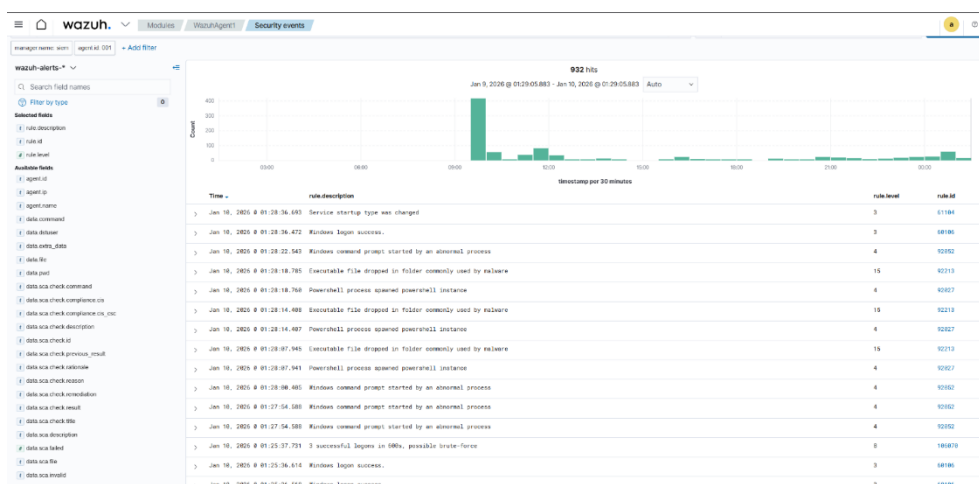 wazuh. Modules WazuhAgent1 Security events a
manager.name: siem agent.id: 001 + Add filter
wazuh-alerts-*
Search field names
Filter by type 0
Selected fields
rule.description
rule.id
rule.level
Available fields
agent.id
agent.ip
agent.name
data.command
data.dstuser
data.extra_data
data.file
data.pwd
data.sca.check.command
data.sca.check.compliance.cis
data.sca.check.compliance.cis_csc
data.sca.check.description
data.sca.check.id
data.sca.check.previous_result
data.sca.check.rationale
data.sca.check.reason
data.sca.check.remediation
data.sca.check.result
data.sca.check.title
data.sca.description
data.sca.failed
data.sca.file
data.sca.invalid
932 hits
Jan 9, 2026 @ 01:29:05.883 - Jan 10, 2026 @ 01:29:05.883 Auto
Count
400
300
200
100
0
03:00 06:00 09:00 12:00 15:00 18:00 21:00 00:00
timestamp per 30 minutes
Time rule.description rule.level rule.id
Jan 10, 2026 @ 01:28:36.693 Service startup type was changed 3 61104
Jan 10, 2026 @ 01:28:36.472 Windows logon success. 3 60106
Jan 10, 2026 @ 01:28:22.543 Windows command prompt started by an abnormal process 4 92052
Jan 10, 2026 @ 01:28:18.785 Executable file dropped in folder commonly used by malware 15 92213
Jan 10, 2026 @ 01:28:18.760 Powershell process spawned powershell instance 4 92027
Jan 10, 2026 @ 01:28:14.408 Executable file dropped in folder commonly used by malware 15 92213
Jan 10, 2026 @ 01:28:14.407 Powershell process spawned powershell instance 4 92027
Jan 10, 2026 @ 01:28:07.946 Executable file dropped in folder commonly used by malware 15 92213
Jan 10, 2026 @ 01:28:07.941 Powershell process spawned powershell instance 4 92027
Jan 10, 2026 @ 01:28:00.405 Windows command prompt started by an abnormal process 4 92052
Jan 10, 2026 @ 01:27:54.588 Windows command prompt started by an abnormal process 4 92052
Jan 10, 2026 @ 01:27:54.580 Windows command prompt started by an abnormal process 4 92052
Jan 10, 2026 @ 01:25:37.731 3 successful logons in 600s, possible brute-force 106070
Jan 10, 2026 @ 01:25:36.614 Windows logon success. 3 60106